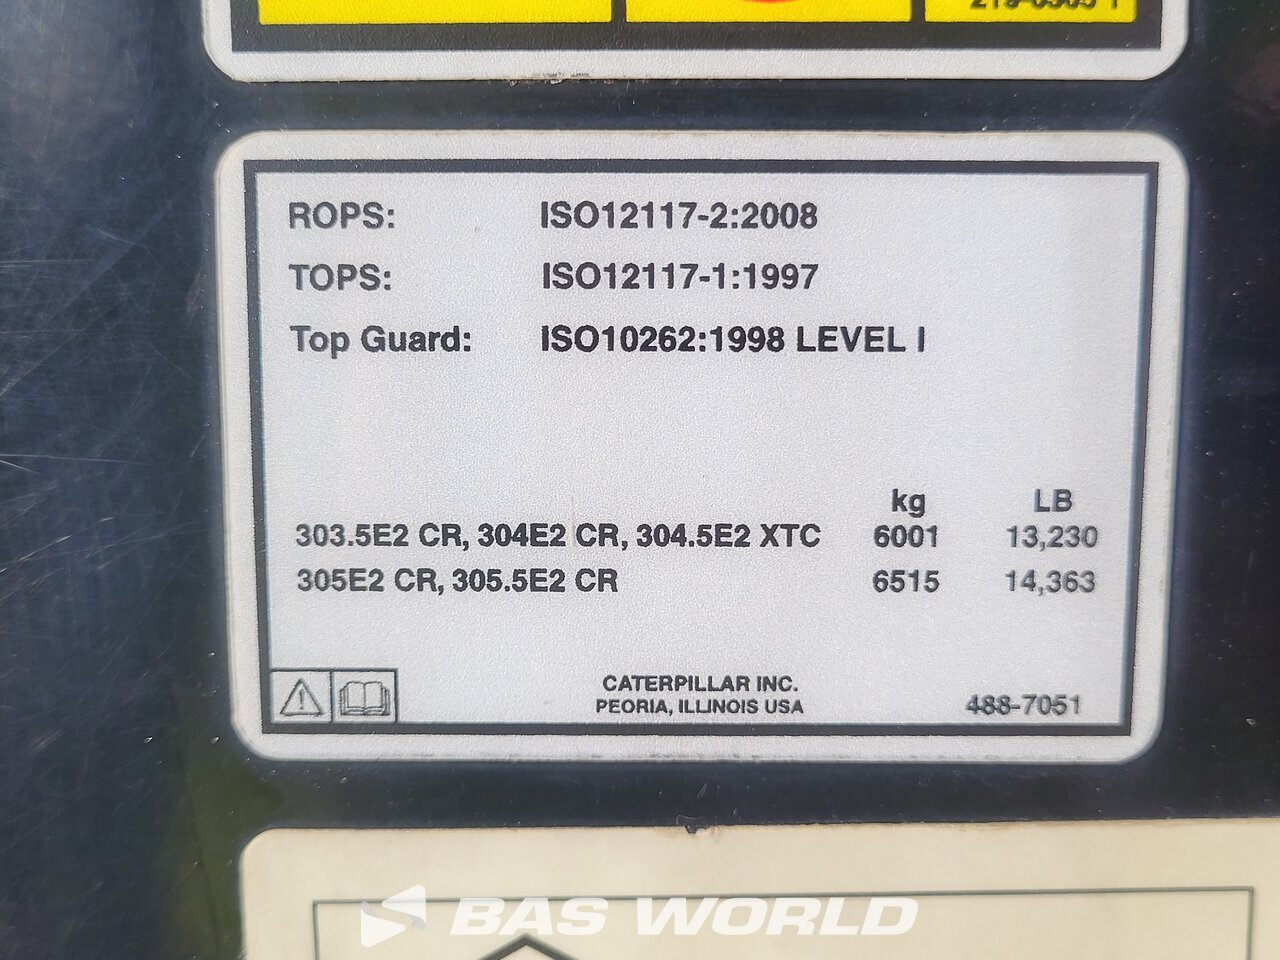 ROPS: ISO12117-2:2008
TOPS: ISO12117-1:1997
Top Guard: ISO10262:1998 LEVEL I
kg LB
303.5E2 CR, 304E2 CR, 304.5E2 XTC 6001 13,230
305E2 CR, 305.5E2 CR 6515 14,363
CATERPILLAR INC.
PEORIA, ILLINOIS USA
488-7051
BAS WORLD